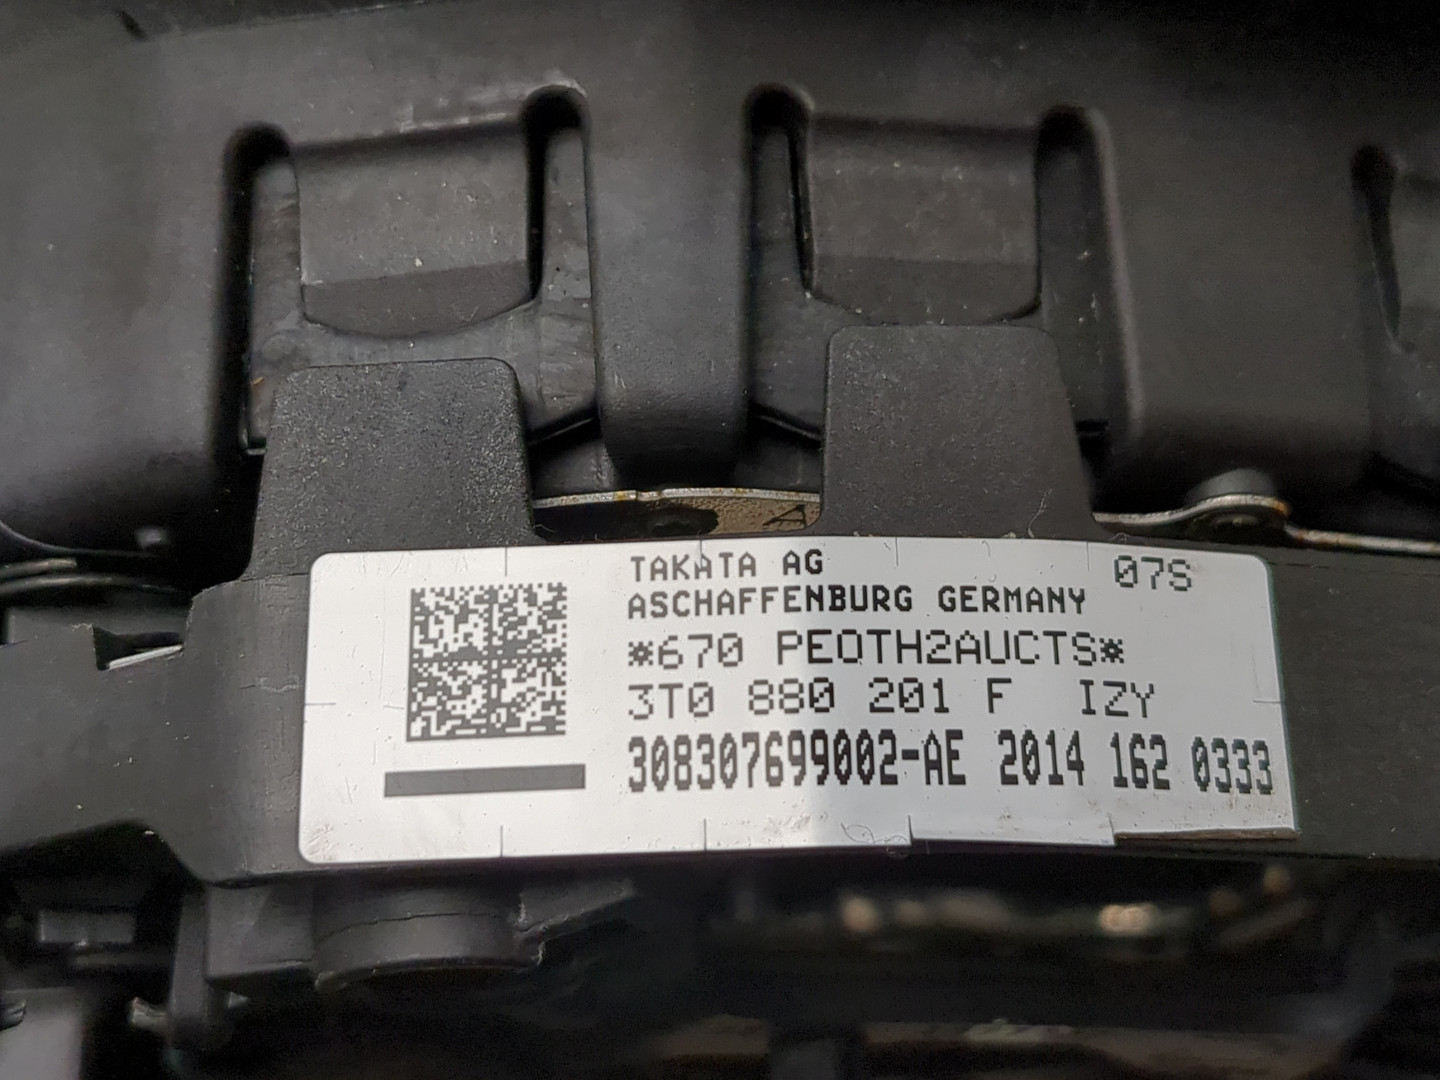 A
TAKATA AG 07S
ASCHAFFENBURG GERMANY
*670 PEOTH2AUCTS*
3T0 880 201 F IZY
308307699002-AE 2014 162 0333